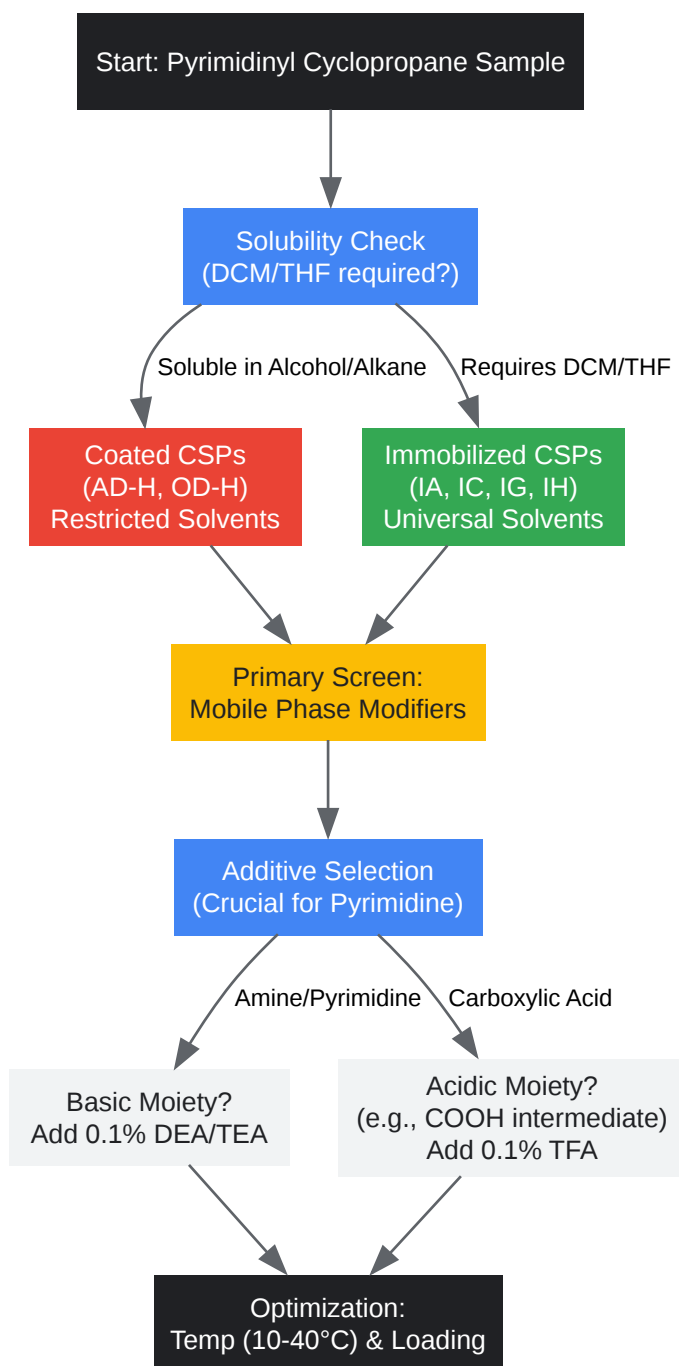 Start: Pyrimidinyl Cyclopropane Sample
Solubility Check
(DCM/THF required?)
Soluble in Alcohol/Alkane
Requires DCM/THF
Coated CSPs
(AD-H, OD-H)
Restricted Solvents
Immobilized CSPs
(IA, IC, IG, IH)
Universal Solvents
Primary Screen:
Mobile Phase Modifiers
Additive Selection
(Crucial for Pyrimidine)
Amine/Pyrimidine
Carboxylic Acid
Basic Moiety?
Add 0.1% DEA/TEA
Acidic Moiety?
(e.g., COOH intermediate)
Add 0.1% TFA
Optimization:
Temp (10-40°C) & Loading